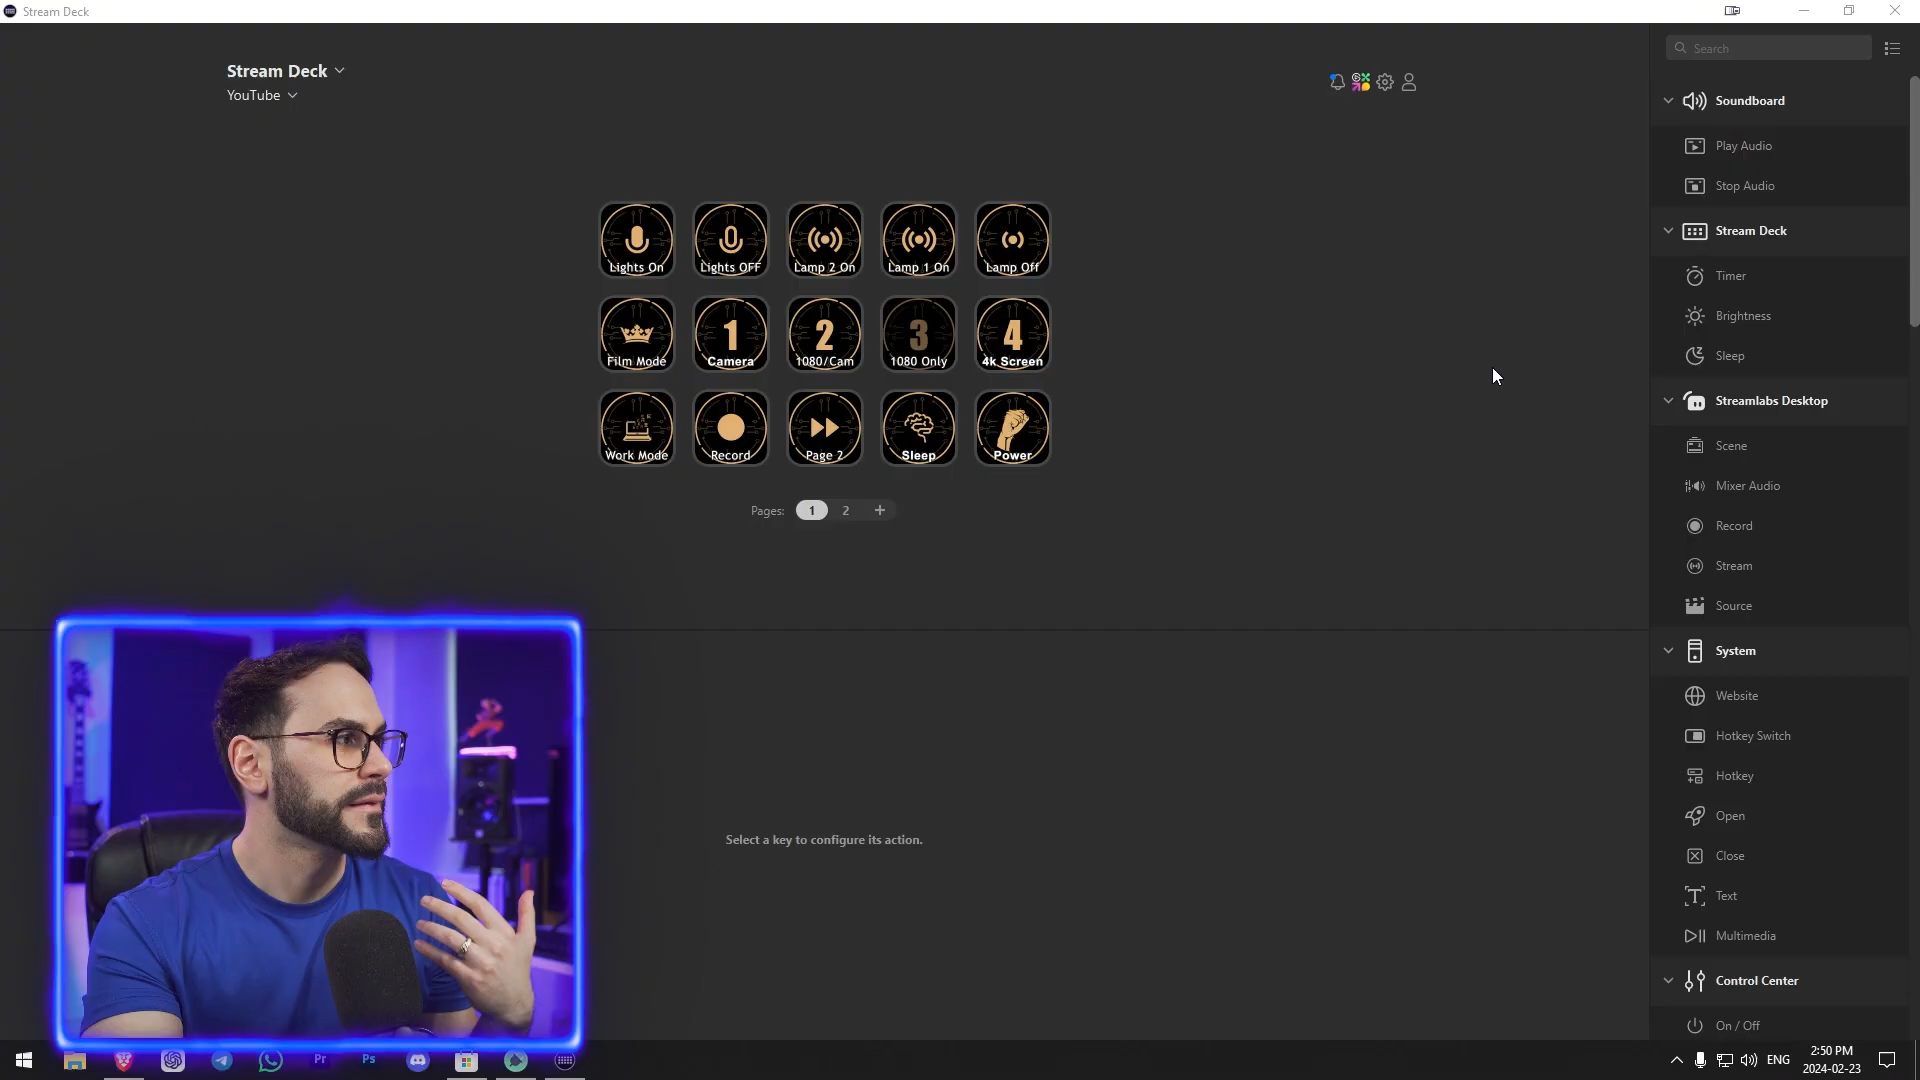 Stream Deck
Stream Deck
YouTube
Search
Soundboard
Play Audio
Stop Audio
Stream Deck
Timer
Brightness
Sleep
Streamlabs Desktop
Scene
Mixer Audio
Record
Stream
Source
System
Website
Hotkey Switch
Hotkey
Open
Close
Text
Multimedia
Control Center
On / Off
Lights On
Lights OFF
Lamp 2 On
Lamp 1 On
Lamp Off
Film Mode
1
Camera
2
1080/Cam
3
1080 Only
4
4k Screen
Work Mode
Record
Page 2
Sleep
Power
Pages: 1 2 +
Select a key to configure its action.
Pr
Ps
ENG
2:50 PM
2024-02-23